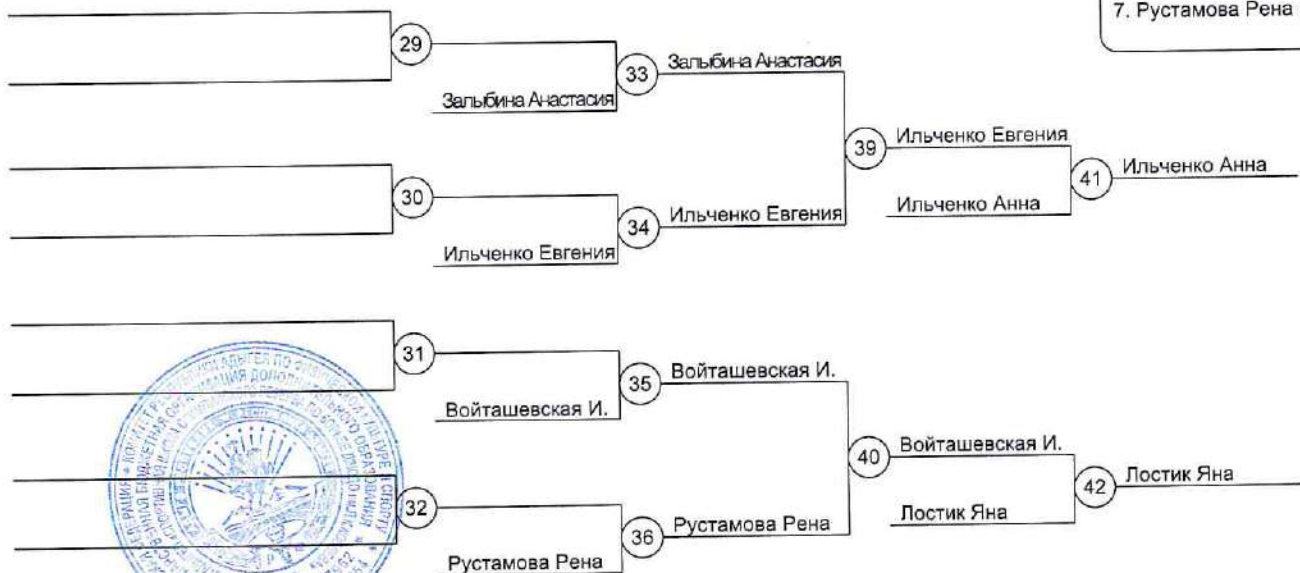 7. Рустамова Рена
29
Залыбина Анастасия
33
Залыбина Анастасия
30
Ильченко Евгения
34
Ильченко Евгения
39
Ильченко Евгения
Ильченко Анна
41
Ильченко Анна
31
Войташевская И.
35
Войташевская И.
32
Рустамова Рена
36
Рустамова Рена
40
Войташевская И.
Лостик Яна
42
Лостик Яна